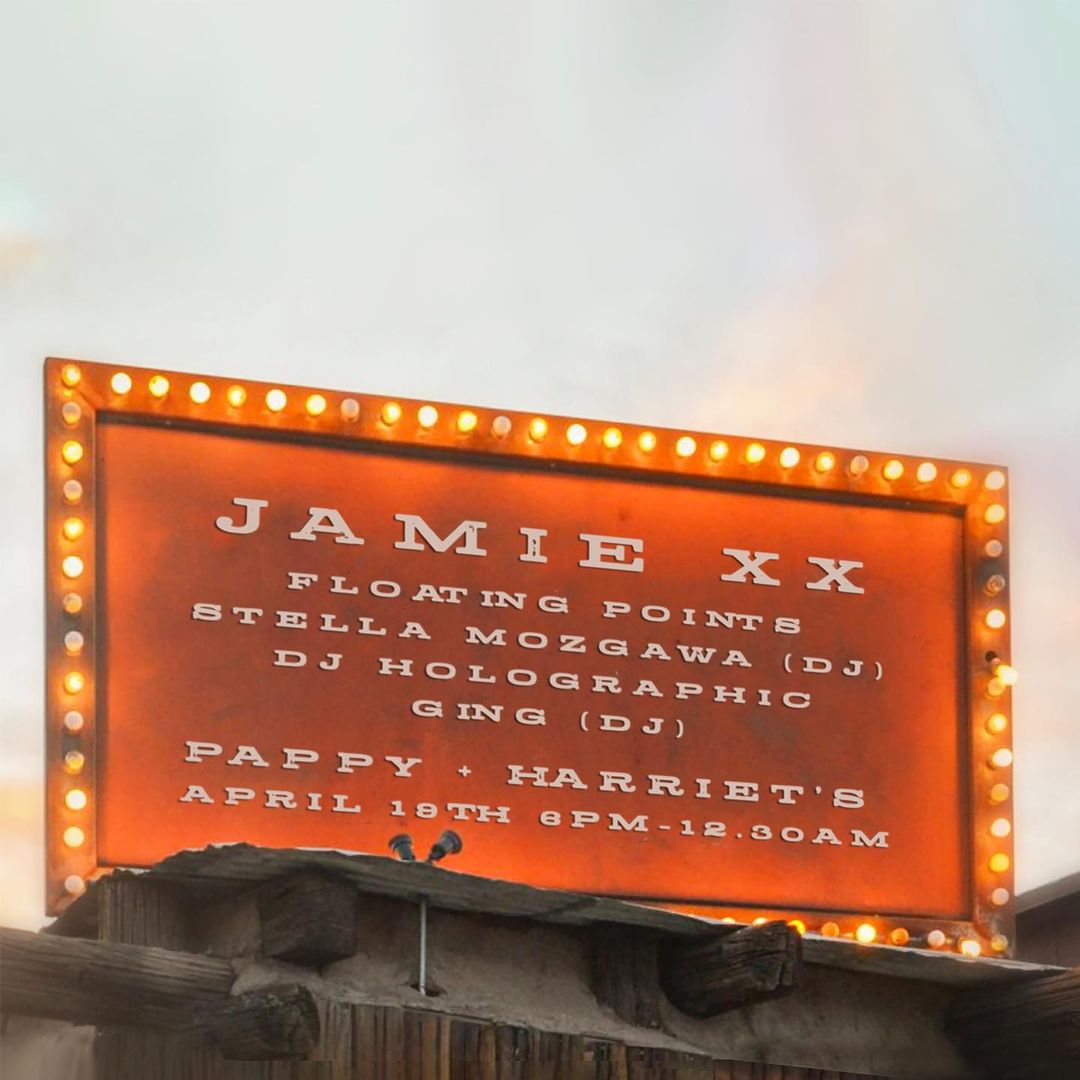 JAMIE XX
FLOATING POINTS
STELLA MOZGAWA (DJ)
DJ HOLOGRAPHIC
GING (DJ)
PAPPY + HARRIET'S
APRIL 19TH 6PM-12.30AM